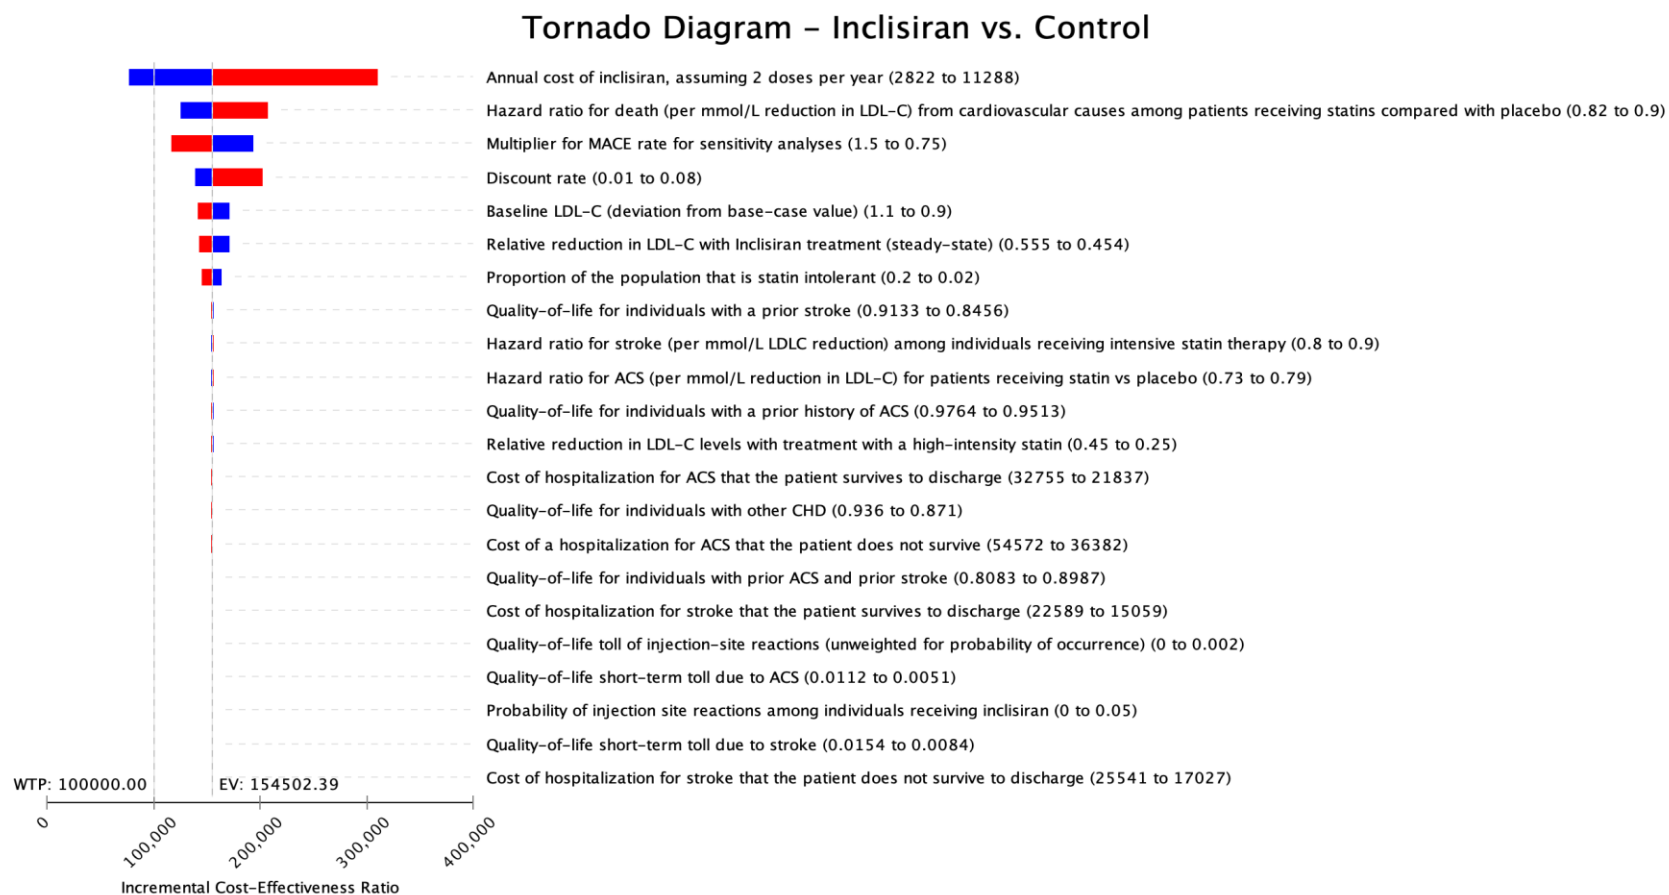 Tornado Diagram – Inclisiran vs. Control
Annual cost of inclisiran, assuming 2 doses per year (2822 to 11288)
Hazard ratio for death (per mmol/L reduction in LDL–C) from cardiovascular causes among patients receiving statins compared with placebo (0.82 to 0.9)
Multiplier for MACE rate for sensitivity analyses (1.5 to 0.75)
Discount rate (0.01 to 0.08)
Baseline LDL–C (deviation from base–case value) (1.1 to 0.9)
Relative reduction in LDL–C with Inclisiran treatment (steady–state) (0.555 to 0.454)
Proportion of the population that is statin intolerant (0.2 to 0.02)
Quality–of–life for individuals with a prior stroke (0.9133 to 0.8456)
Hazard ratio for stroke (per mmol/L LDLC reduction) among individuals receiving intensive statin therapy (0.8 to 0.9)
Hazard ratio for ACS (per mmol/L reduction in LDL–C) for patients receiving statin vs placebo (0.73 to 0.79)
Quality–of–life for individuals with a prior history of ACS (0.9764 to 0.9513)
Relative reduction in LDL–C levels with treatment with a high–intensity statin (0.45 to 0.25)
Cost of hospitalization for ACS that the patient survives to discharge (32755 to 21837)
Quality–of–life for individuals with other CHD (0.936 to 0.871)
Cost of a hospitalization for ACS that the patient does not survive (54572 to 36382)
Quality–of–life for individuals with prior ACS and prior stroke (0.8083 to 0.8987)
Cost of hospitalization for stroke that the patient survives to discharge (22589 to 15059)
Quality–of–life toll of injection–site reactions (unweighted for probability of occurrence) (0 to 0.002)
Quality–of–life short–term toll due to ACS (0.0112 to 0.0051)
Probability of injection site reactions among individuals receiving inclisiran (0 to 0.05)
Quality–of–life short–term toll due to stroke (0.0154 to 0.0084)
Cost of hospitalization for stroke that the patient does not survive to discharge (25541 to 17027)
WTP: 100000.00
EV: 154502.39
0
100,000
200,000
300,000
400,000
Incremental Cost–Effectiveness Ratio